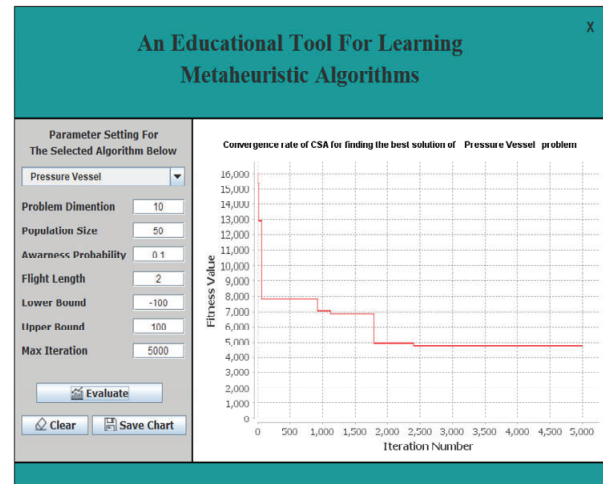 An Educational Tool For Learning
Metaheuristic Algorithms
X
Parameter Setting For
The Selected Algorithm Below
Pressure Vessel
Problem Dimention 10
Population Size 50
Awarness Probability 0.1
Flight Length 2
Lower Bound -100
Upper Bound 100
Max Iteration 5000
Evaluate
Clear Save Chart
Convergence rate of CSA for finding the best solution of Pressure Vessel problem
Fitness Value
16,000
15,000
14,000
13,000
12,000
11,000
10,000
9,000
8,000
7,000
6,000
5,000
4,000
3,000
2,000
1,000
0
0 500 1,000 1,500 2,000 2,500 3,000 3,500 4,000 4,500 5,000
Iteration Number